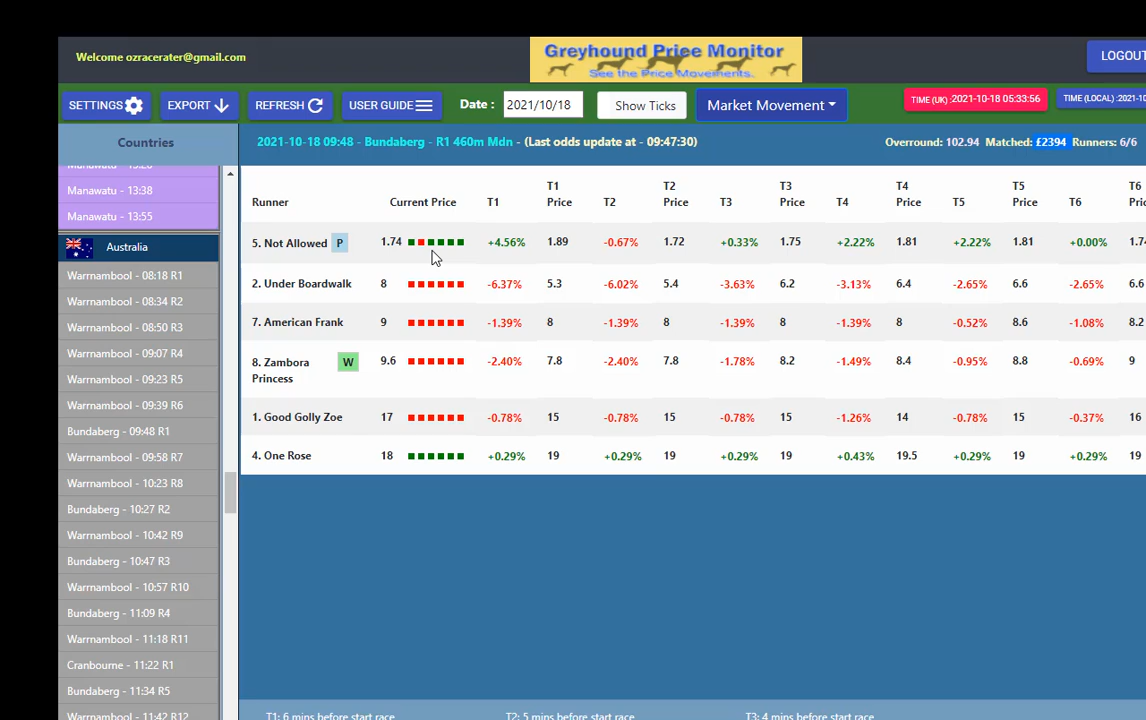 Welcome ozracerater@gmail.com
Greyhound Price Monitor
See the Price Movements.
LOGOUT
SETTINGS EXPORT REFRESH USER GUIDE Date : 2021/10/18 Show Ticks Market Movement TIME (UK) :2021-10-18 05:33:56 TIME (LOCAL) :2021-10
Countries
2021-10-18 09:48 - Bundaberg - R1 460m Mdn - (Last odds update at - 09:47:30) Overround: 102.94 Matched: £2394 Runners: 6/6
Manawatu - 13:38
Manawatu - 13:55
Australia
Warrnambool - 08:18 R1
Warrnambool - 08:34 R2
Warrnambool - 08:50 R3
Warrnambool - 09:07 R4
Warrnambool - 09:23 R5
Warrnambool - 09:39 R6
Bundaberg - 09:48 R1
Warrnambool - 09:58 R7
Warrnambool - 10:23 R8
Bundaberg - 10:27 R2
Warrnambool - 10:42 R9
Bundaberg - 10:47 R3
Warrnambool - 10:57 R10
Bundaberg - 11:09 R4
Warrnambool - 11:18 R11
Cranbourne - 11:22 R1
Bundaberg - 11:34 R5
Warrnambool - 11:42 R12
Runner Current Price T1 T1 Price T2 T2 Price T3 T3 Price T4 T4 Price T5 T5 Price T6 T6 Pric
5. Not Allowed P 1.74 +4.56% 1.89 -0.67% 1.72 +0.33% 1.75 +2.22% 1.81 +2.22% 1.81 +0.00% 1.74
2. Under Boardwalk 8 -6.37% 5.3 -6.02% 5.4 -3.63% 6.2 -3.13% 6.4 -2.65% 6.6 -2.65% 6.6
7. American Frank 9 -1.39% 8 -1.39% 8 -1.39% 8 -1.39% 8 -0.52% 8.6 -1.08% 8.2
8. Zambora Princess W 9.6 -2.40% 7.8 -2.40% 7.8 -1.78% 8.2 -1.49% 8.4 -0.95% 8.8 -0.69% 9
1. Good Golly Zoe 17 -0.78% 15 -0.78% 15 -0.78% 15 -1.26% 14 -0.78% 15 -0.37% 16
4. One Rose 18 +0.29% 19 +0.29% 19 +0.29% 19 +0.43% 19.5 +0.29% 19 +0.29% 19
T1: 6 mins before start race T2: 5 mins before start race T3: 4 mins before start race